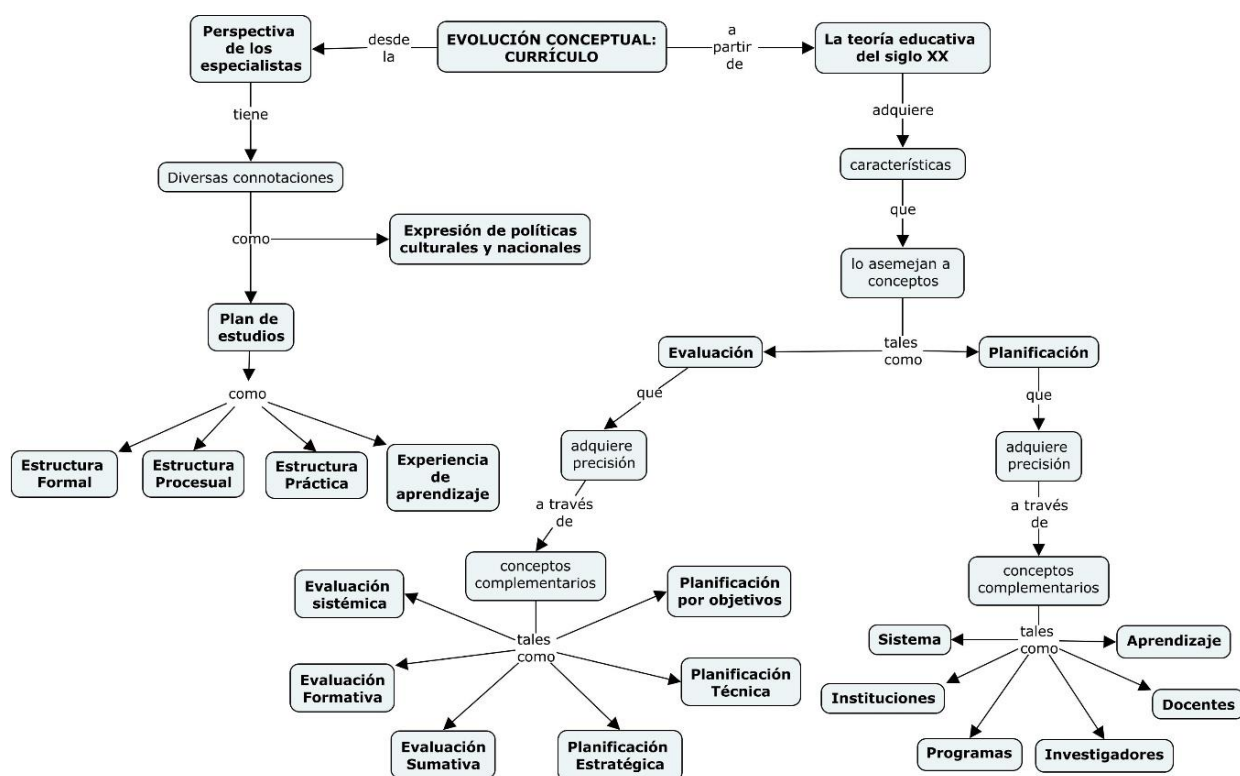 Perspectiva
de los
especialistas
desde
la
EVOLUCIÓN CONCEPTUAL:
CURRÍCULO
a
partir
de
La teoría educativa
del siglo XX
tiene
adquiere
Diversas connotaciones
características
como
Expresión de políticas
culturales y nacionales
que
lo asemejan a
conceptos
Plan de
estudios
Evaluación
tales
como
Planificación
como
que
que
Estructura
Formal
Estructura
Procesual
Estructura
Práctica
Experiencia
de
aprendizaje
adquiere
precisión
adquiere
precisión
a través
de
a través
de
conceptos
complementarios
conceptos
complementarios
Evaluación
sistémica
Planificación
por objetivos
tales
como
Evaluación
Formativa
Planificación
Técnica
Evaluación
Sumativa
Planificación
Estratégica
tales
como
Sistema
Aprendizaje
Instituciones
Docentes
Programas
Investigadores